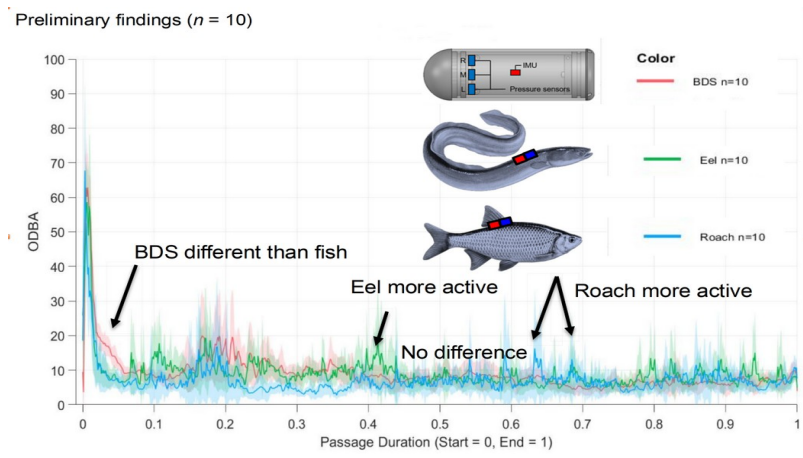 Preliminary findings (n = 10)
100
90
80
70
60
50
40
30
20
10
0
ODBA
R
M
L
IMU
Pressure sensors
Color
BDS n=10
Eel n=10
Roach n=10
BDS different than fish
Eel more active
Roach more active
No difference
0 0.1 0.2 0.3 0.4 0.5 0.6 0.7 0.8 0.9 1
Passage Duration (Start = 0, End = 1)